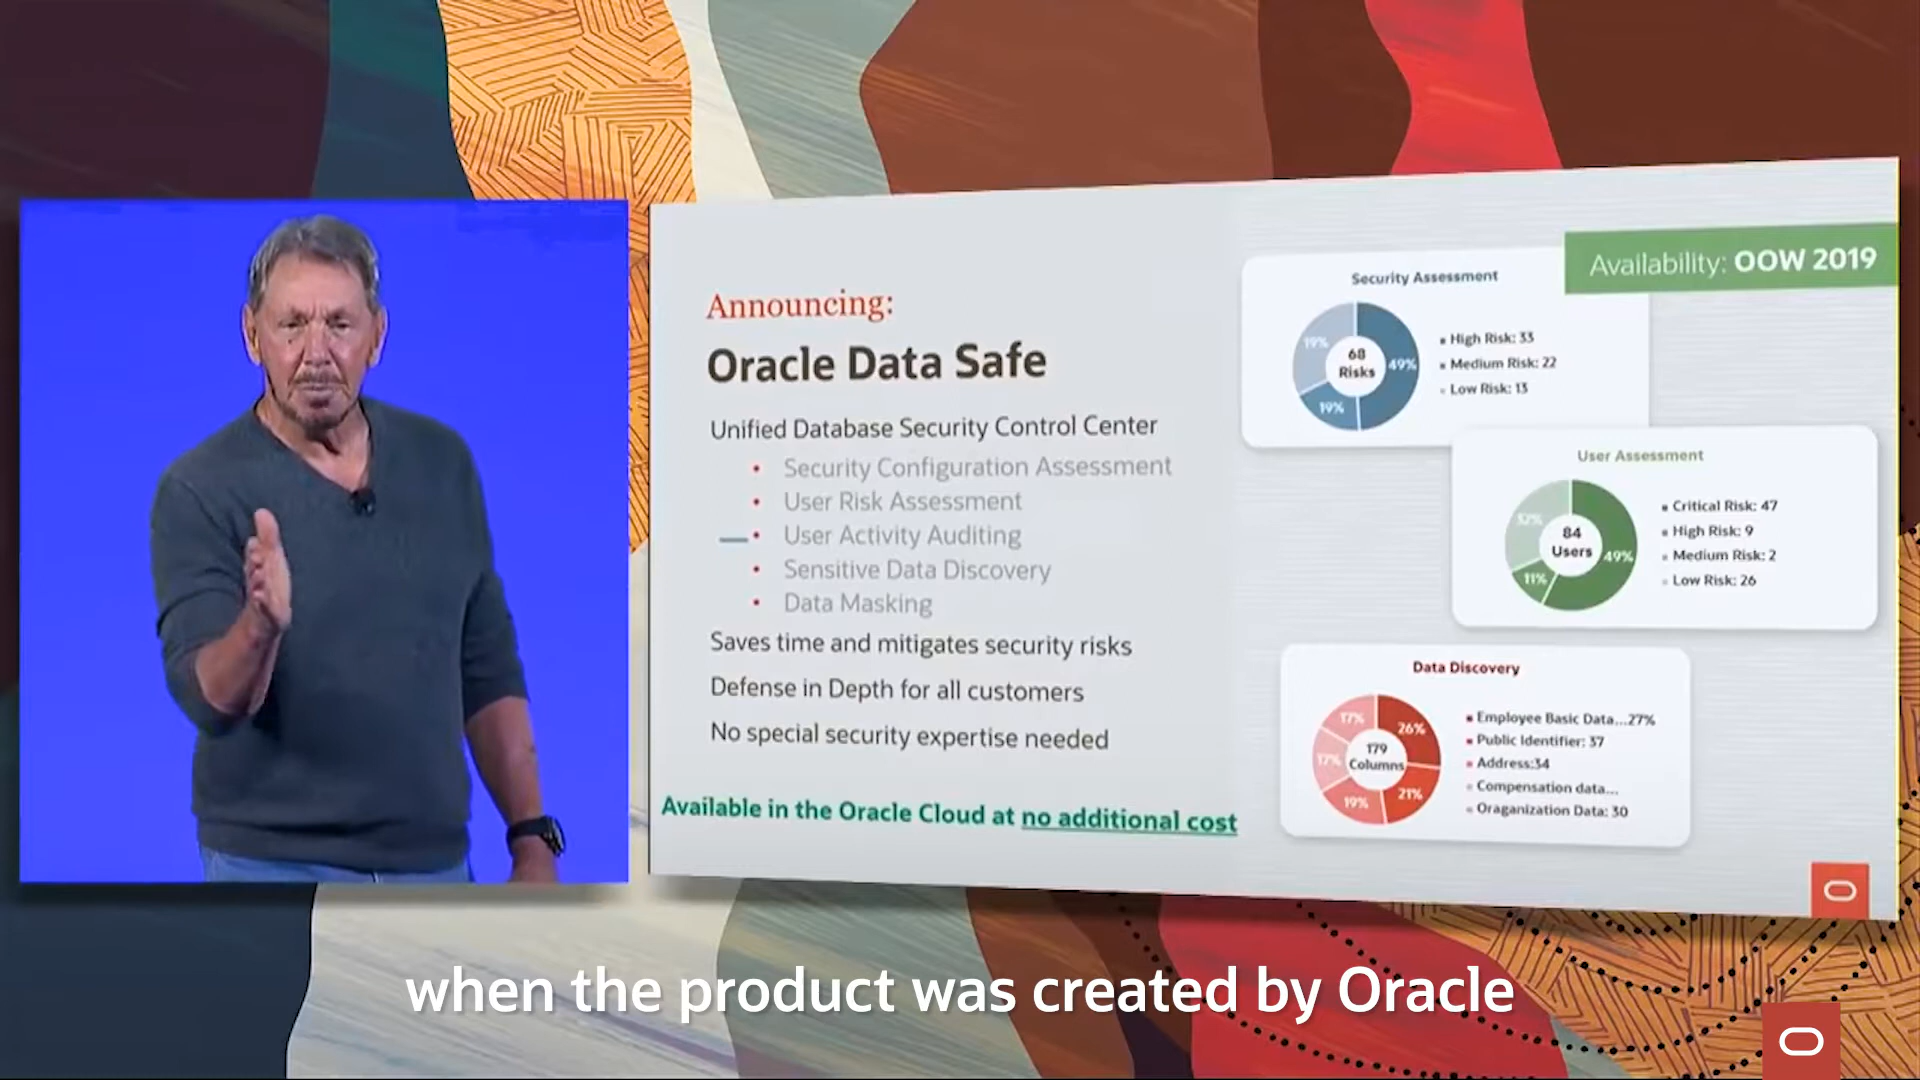 Availability: OOW 2019
Announcing:
Oracle Data Safe
Unified Database Security Control Center
• Security Configuration Assessment
• User Risk Assessment
• User Activity Auditing
• Sensitive Data Discovery
• Data Masking
Saves time and mitigates security risks
Defense in Depth for all customers
No special security expertise needed
Available in the Oracle Cloud at no additional cost
Security Assessment
68
Risks
49%
19%
19%
High Risk: 33
Medium Risk: 22
Low Risk: 13
User Assessment
84
Users
49%
11%
High Risk: 9
Critical Risk: 47
Medium Risk: 2
Low Risk: 26
Data Discovery
179
Columns
26%
21%
19%
17%
17%
Employee Basic Data...27%
Public Identifier: 37
Address:34
Compensation data...
Oraganization Data: 30
when the product was created by Oracle